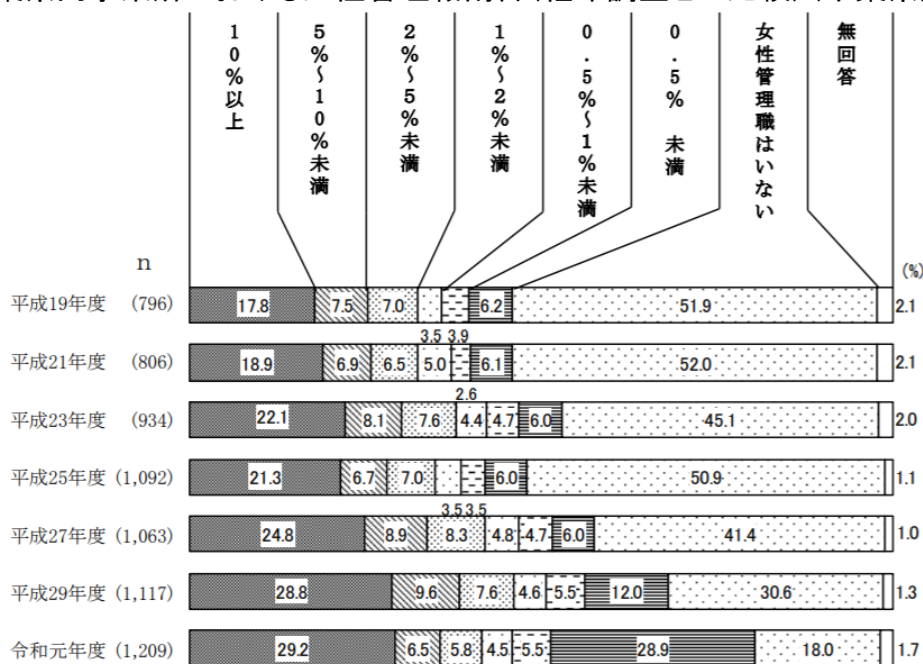 10%以上
5%〜10%未満
2%〜5%未満
1%〜2%未満
0.5%〜1%未満
0.5% 未満
女性管理職はいない
無回答
n
(%)
平成19年度 (796) 17.8 7.5 7.0 6.2 51.9 2.1
3.5 3.9
平成21年度 (806) 18.9 6.9 6.5 5.0 6.1 52.0 2.1
2.6
平成23年度 (934) 22.1 8.1 7.6 4.4 4.7 6.0 45.1 2.0
平成25年度 (1,092) 21.3 6.7 7.0 6.0 50.9 1.1
3.5 3.5
平成27年度 (1,063) 24.8 8.9 8.3 4.8 4.7 6.0 41.4 1.0
平成29年度 (1,117) 28.8 9.6 7.6 4.6 5.5 12.0 30.6 1.3
令和元年度 (1,209) 29.2 6.5 5.8 4.5 5.5 28.9 18.0 1.7